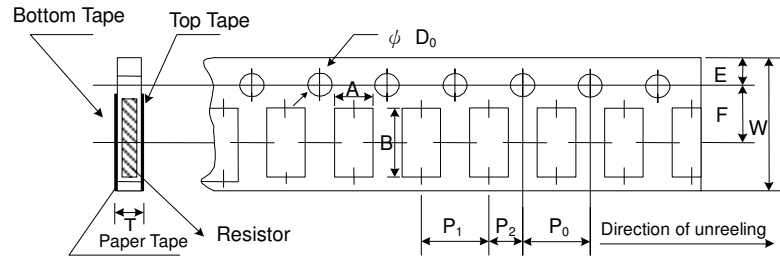 Bottom Tape
Top Tape
ϕ D₀
A
E
F
W
B
T
Paper Tape
Resistor
P₁
P₂
P₀
Direction of unreeling